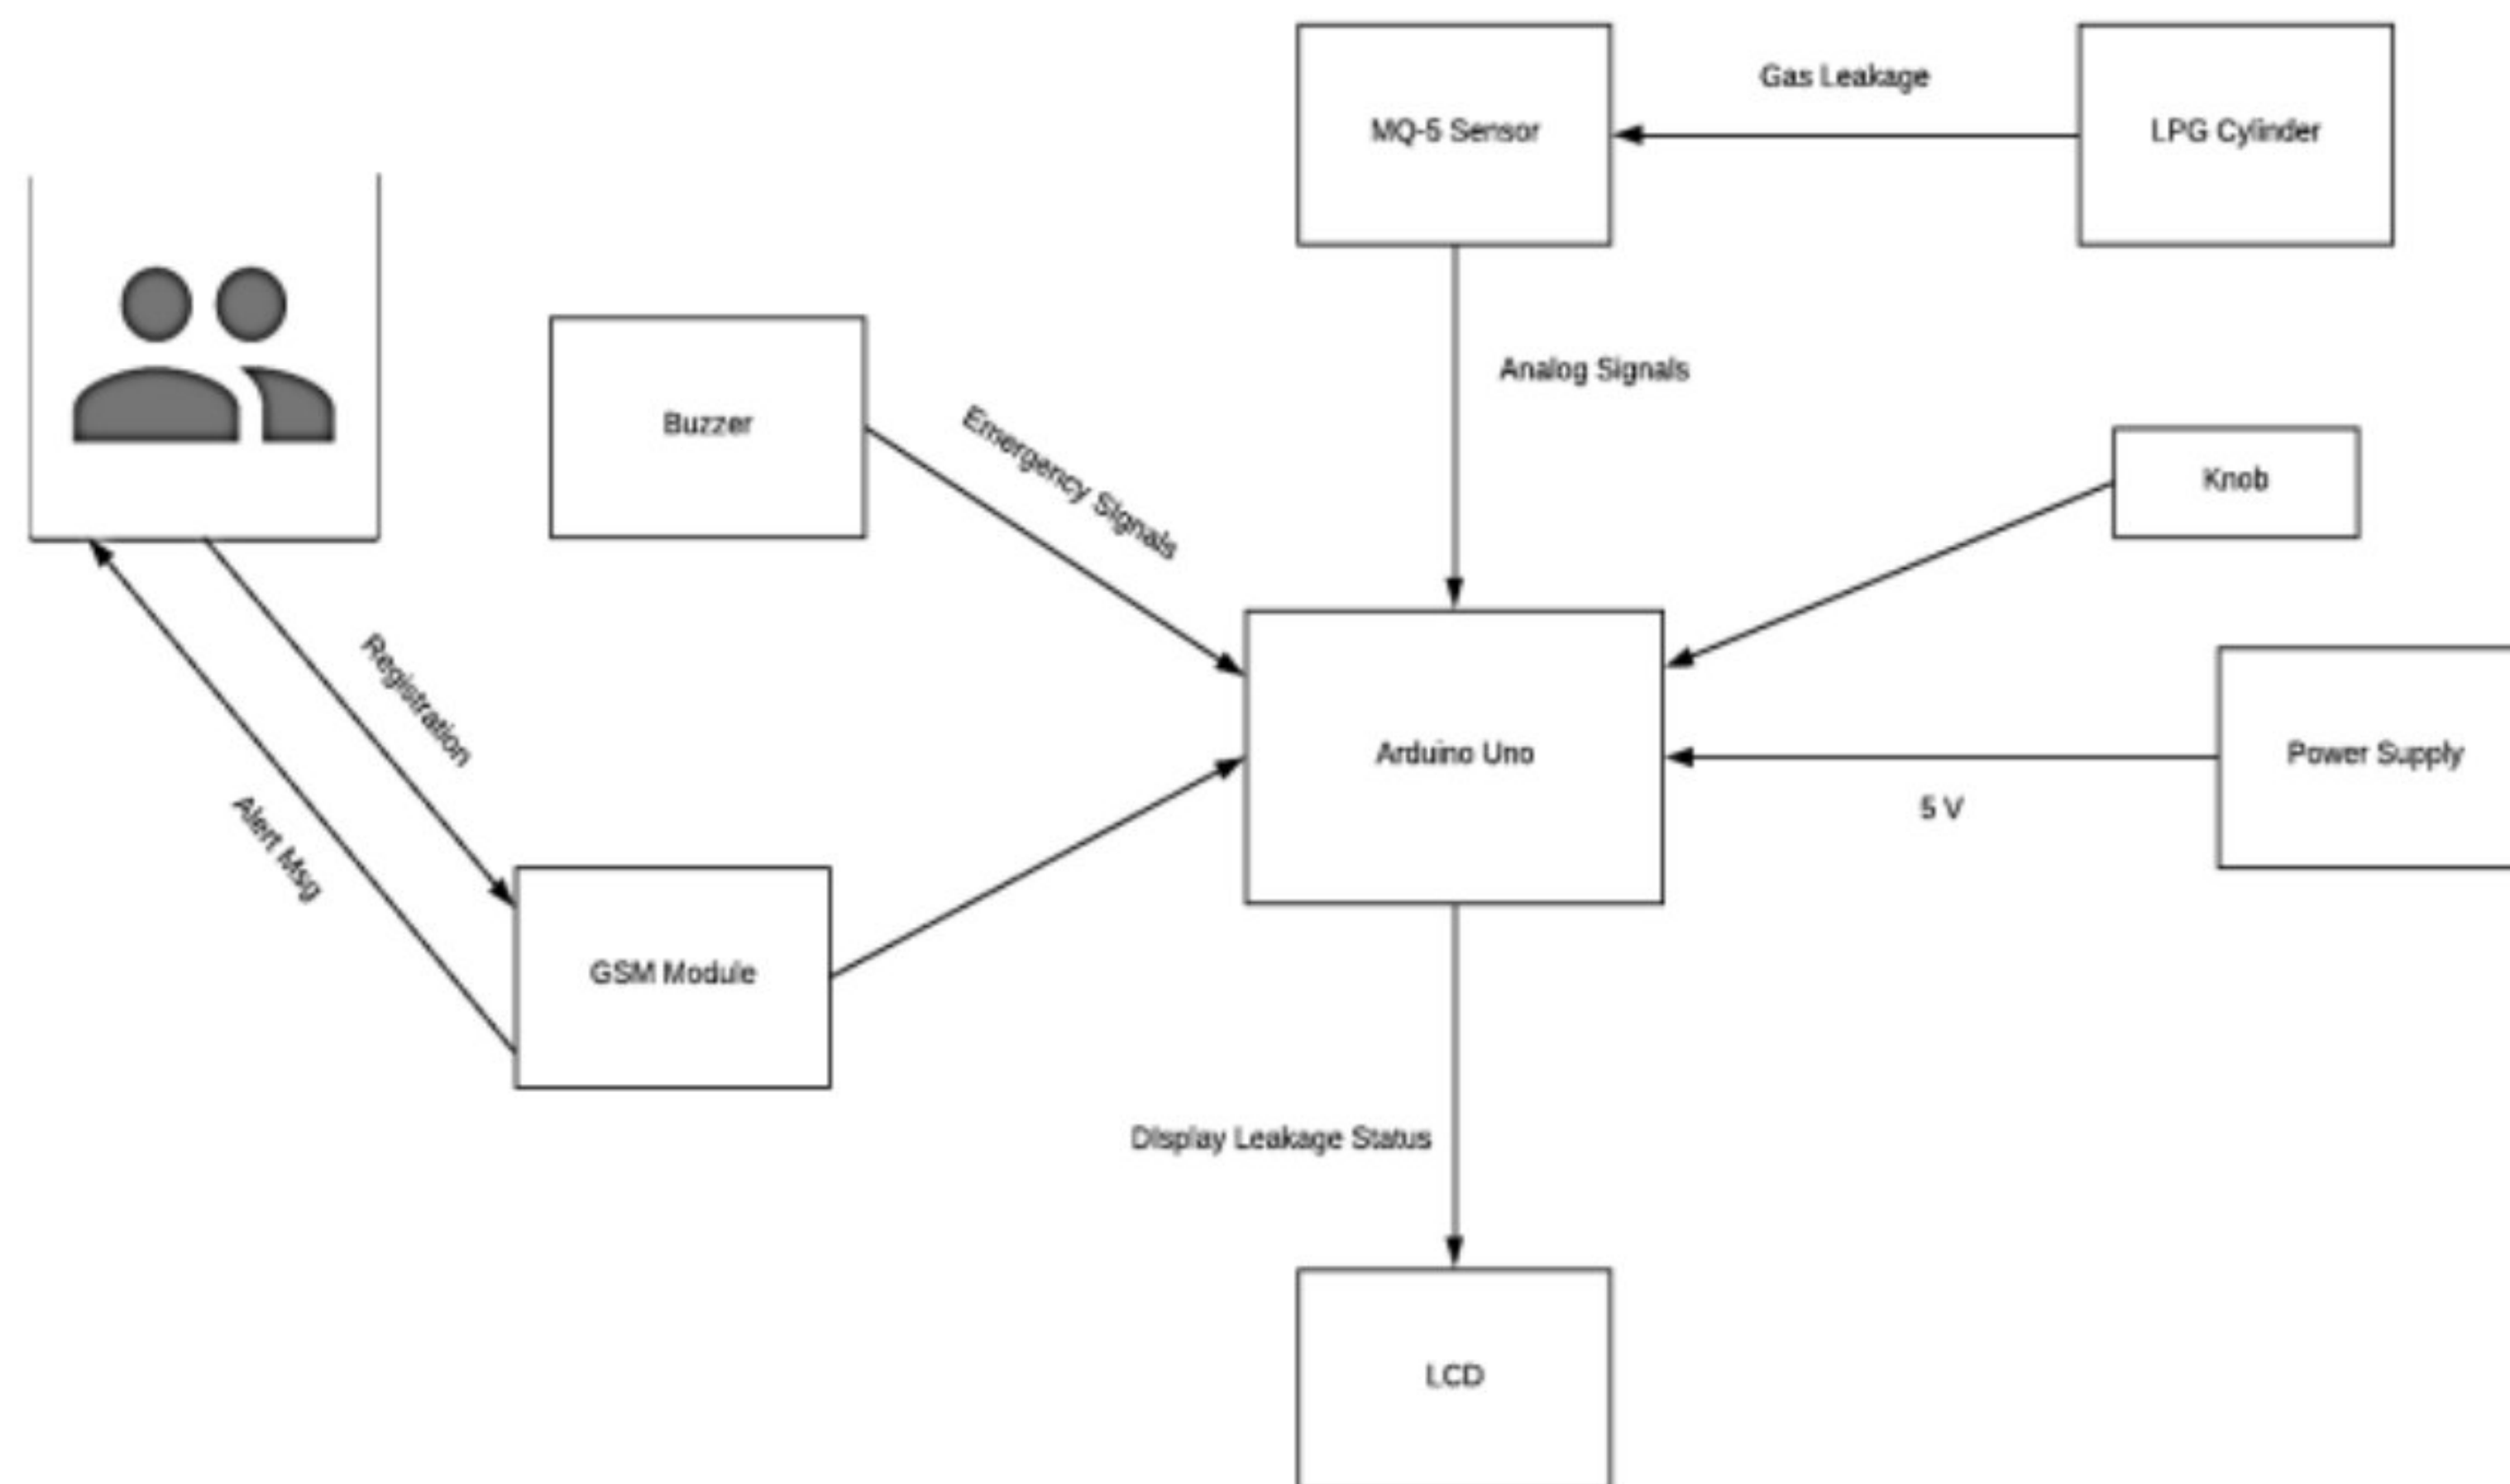 Gas Leakage
MQ-5 Sensor
LPG Cylinder
Analog Signals
Buzzer
Emergency Signals
Knob
Registration
Arduino Uno
Power Supply
5 V
Alert Msg
GSM Module
DIsplay Leakage Status
LCD